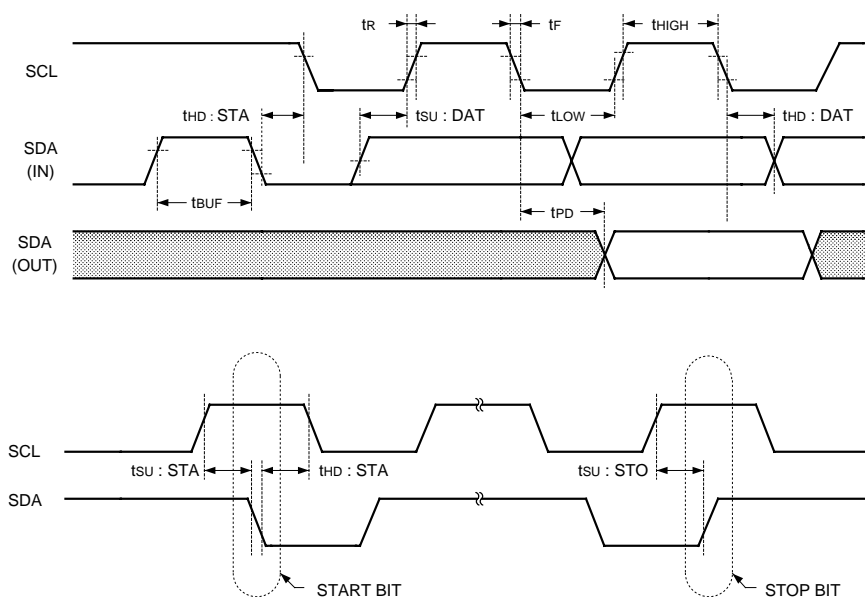 tR tF tHIGH
SCL
tHD : STA tSU : DAT tLOW tHD : DAT
SDA
(IN)
tBUF
tPD
SDA
(OUT)
SCL
tSU : STA tHD : STA tSU : STO
SDA
START BIT STOP BIT